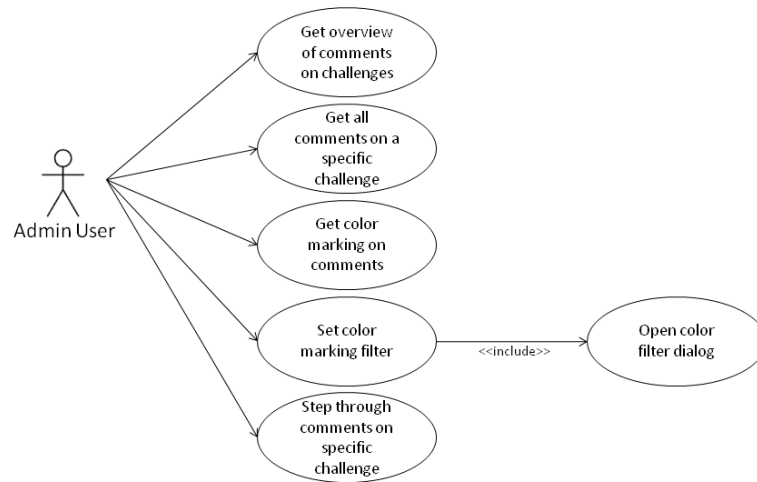 Get overview
of comments
on challenges
Get all
comments on a
specific
challenge
Admin User
Get color
marking on
comments
Set color
marking filter
<<include>>
Open color
filter dialog
Step through
comments on
specific
challenge